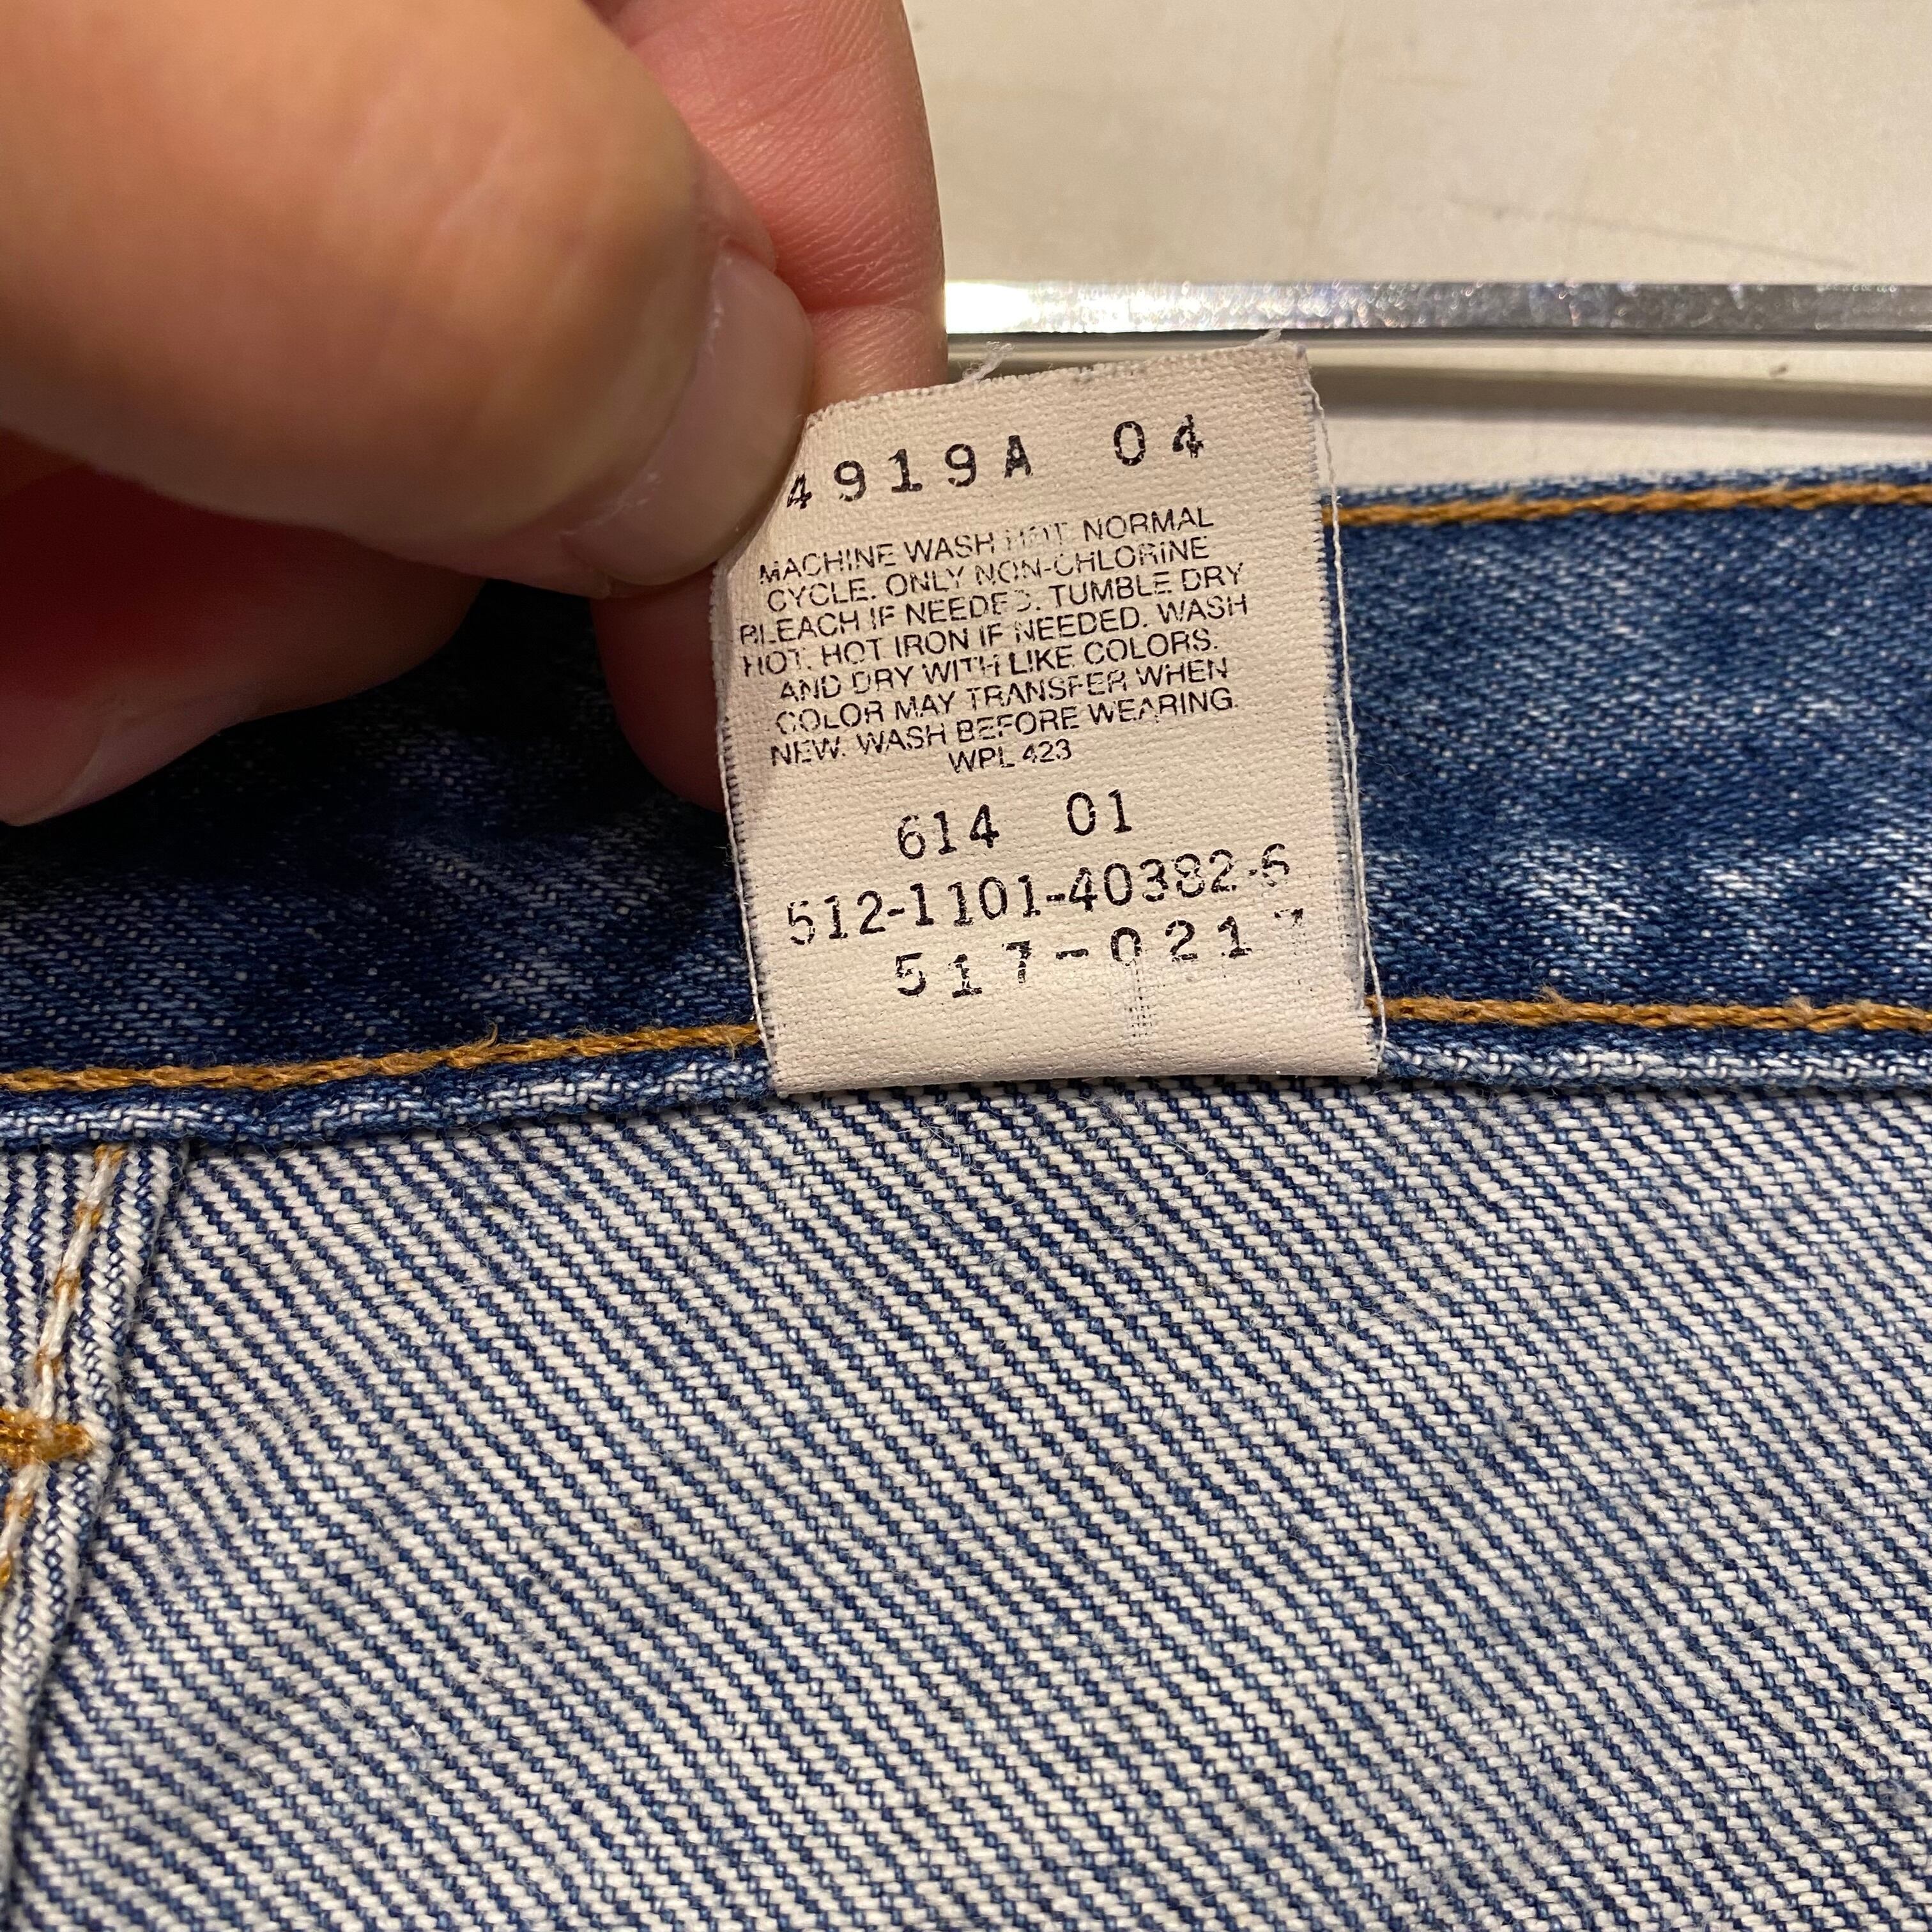 4919A 04
MACHINE WASH HOT NORMAL
CYCLE. ONLY NON-CHLORINE
BLEACH IF NEEDED. TUMBLE DRY
HOT. HOT IRON IF NEEDED. WASH
AND DRY WITH LIKE COLORS.
COLOR MAY TRANSFER WHEN
NEW. WASH BEFORE WEARING.
WPL 423
614 01
512-1101-40382-6
517-0217